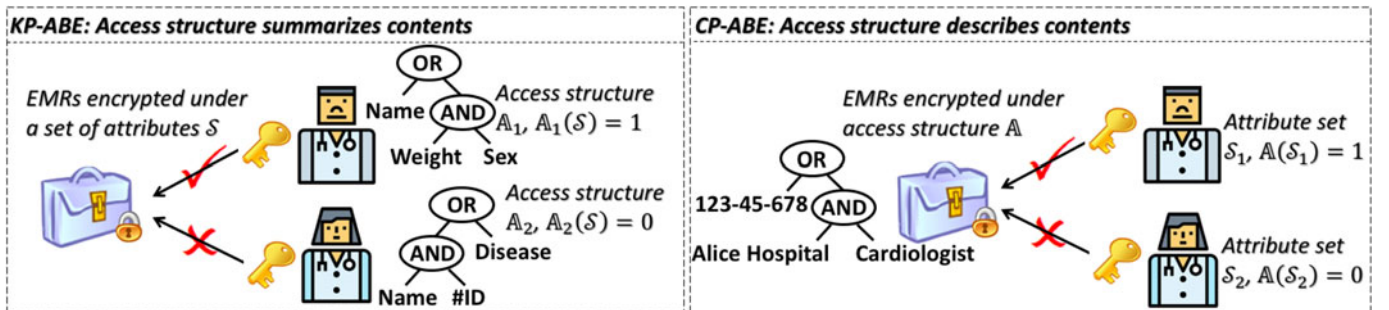 KP-ABE: Access structure summarizes contents
EMRs encrypted under
a set of attributes 𝒮
OR
Name
AND
Weight
Sex
Access structure
𝔸₁, 𝔸₁(𝒮) = 1
OR
AND
Disease
Name
#ID
Access structure
𝔸₂, 𝔸₂(𝒮) = 0
CP-ABE: Access structure describes contents
EMRs encrypted under
access structure 𝔸
OR
123-45-678
AND
Alice Hospital
Cardiologist
Attribute set
𝒮₁, 𝔸(𝒮₁) = 1
Attribute set
𝒮₂, 𝔸(𝒮₂) = 0